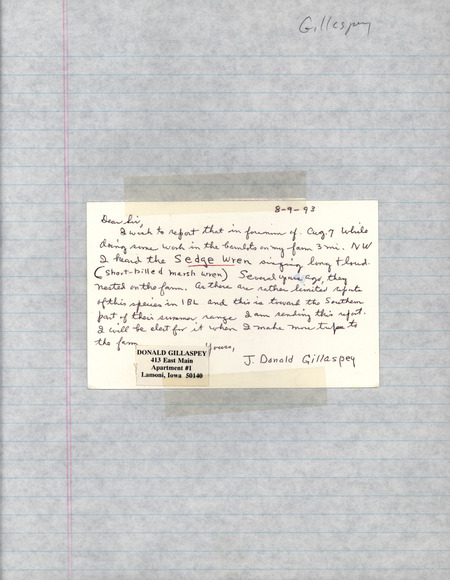 Gillaspey
8-9-93
Dear Sir,
I wish to report that in forenoon of Aug. 7 while
doing some work in the beanlots on my farm 3 mi. NW
I heard the Sedge Wren singing long & loud.
(short-billed marsh wren) Several years ago, they
nested on the farm. As there are rather limited reports
of this species in IBL and this is toward the Southern
part of their summer range I am sending this report.
I will be alert for it when I make more trips to
the farm
Yours,
J. Donald Gillaspey
DONALD GILLASPEY
413 East Main
Apartment #1
Lamoni, Iowa 50140